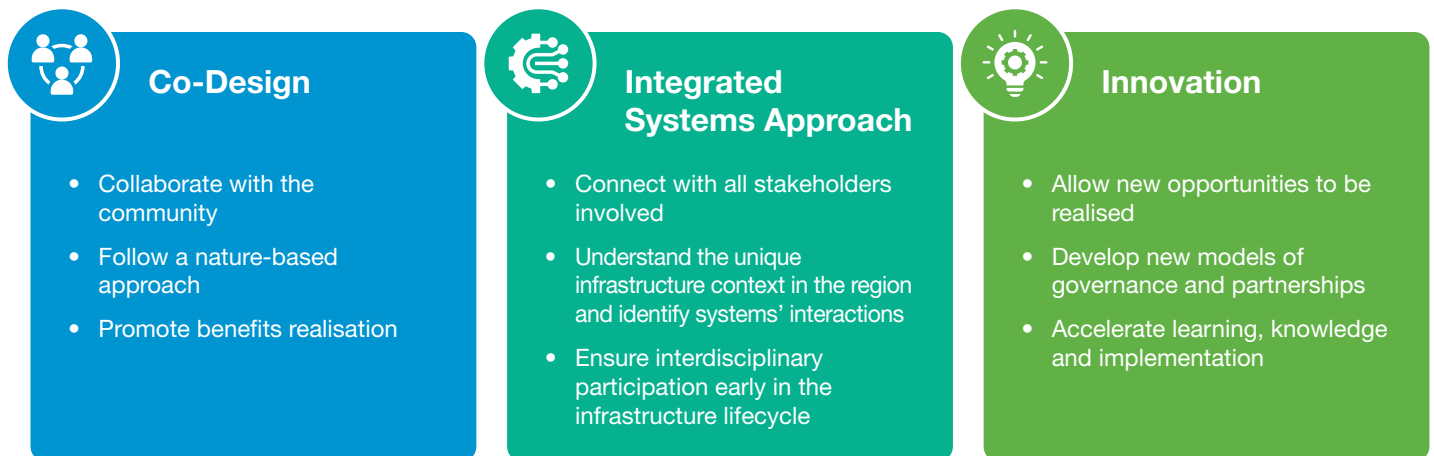 Co-Design
• Collaborate with the
community
• Follow a nature-based
approach
• Promote benefits realisation
Integrated
Systems Approach
• Connect with all stakeholders
involved
• Understand the unique
infrastructure context in the region
and identify systems’ interactions
• Ensure interdisciplinary
participation early in the
infrastructure lifecycle
Innovation
• Allow new opportunities to be
realised
• Develop new models of
governance and partnerships
• Accelerate learning, knowledge
and implementation